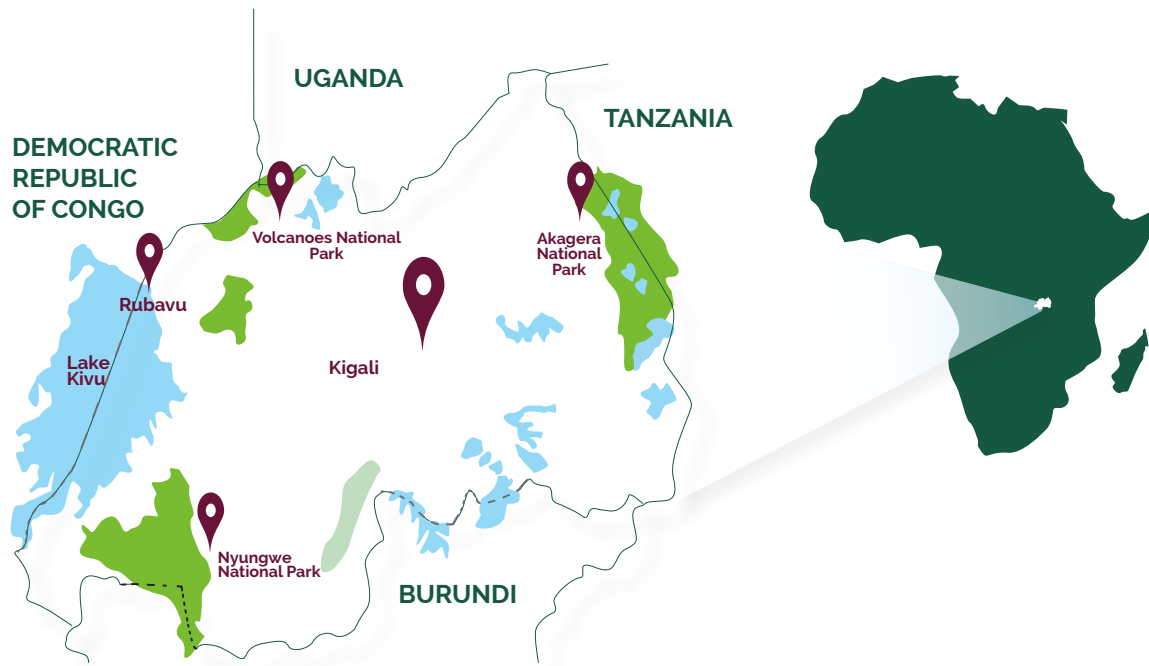 UGANDA
TANZANIA
DEMOCRATIC
REPUBLIC
OF CONGO
Volcanoes National
Park
Akagera
National
Park
Rubavu
Lake
Kivu
Kigali
Nyungwe
National Park
BURUNDI